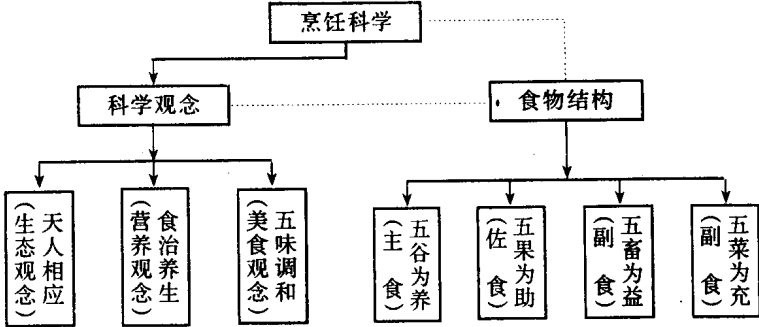 烹饪科学
科学观念
食物结构
天人相应
(生态观念)
食治养生
(营养观念)
五味调和
(美食观念)
五谷为养
(主 食)
五果为助
(佐 食)
五畜为益
(副 食)
五菜为充
(副 食)